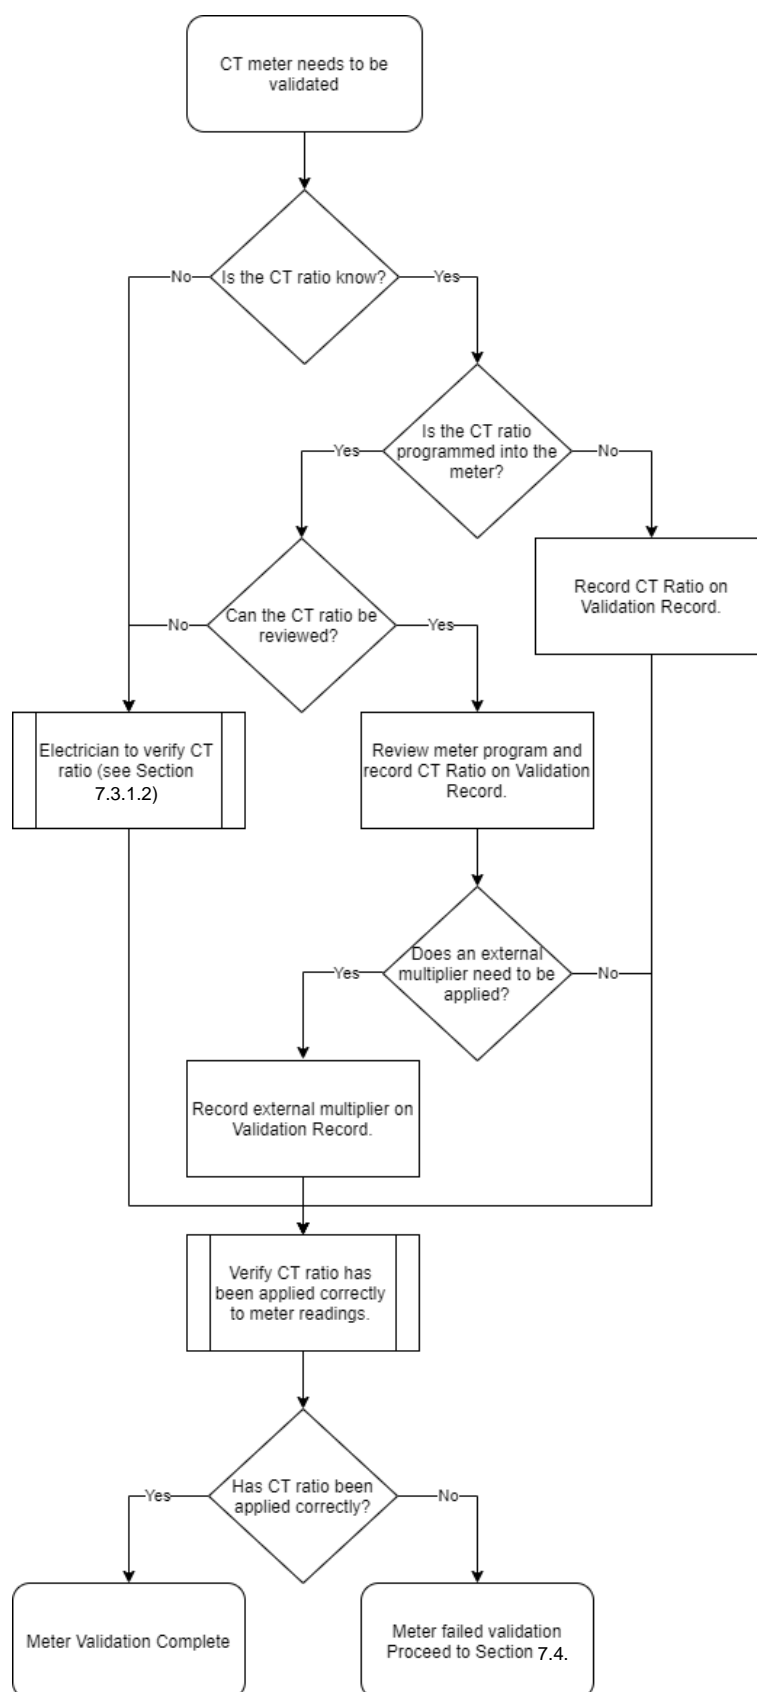 CT meter needs to be
validated
No
Is the CT ratio know?
Yes
Is the CT ratio
programmed into the
meter?
Yes
No
Record CT Ratio on
Validation Record.
Can the CT ratio be
reviewed?
No
Yes
Electrician to verify CT
ratio (see Section
7.3.1.2)
Review meter program and
record CT Ratio on Validation
Record.
Does an external
multiplier need to be
applied?
Yes
No
Record external multiplier on
Validation Record.
Verify CT ratio has
been applied correctly
to meter readings.
Has CT ratio been
applied correctly?
Yes
No
Meter Validation Complete
Meter failed validation
Proceed to Section 7.4.